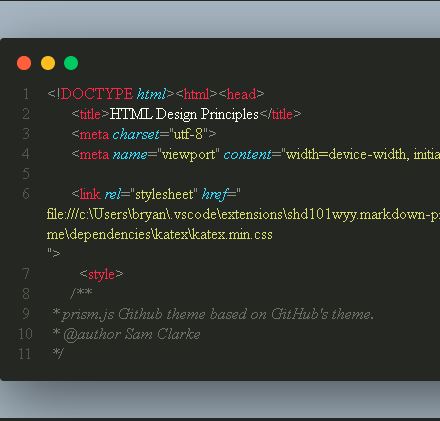 1 <!DOCTYPE html><html><head>
2 <title>HTML Design Principles</title>
3 <meta charset="utf-8">
4 <meta name="viewport" content="width=device-width, initia
5
6 <link rel="stylesheet" href="
file:///c:\Users\bryan\.vscode\extensions\shd101wyy.markdown-p
me\dependencies\katex\katex.min.css
">
7 <style>
8 /**
9 * prism.js Github theme based on GitHub's theme.
10 * @author Sam Clarke
11 */